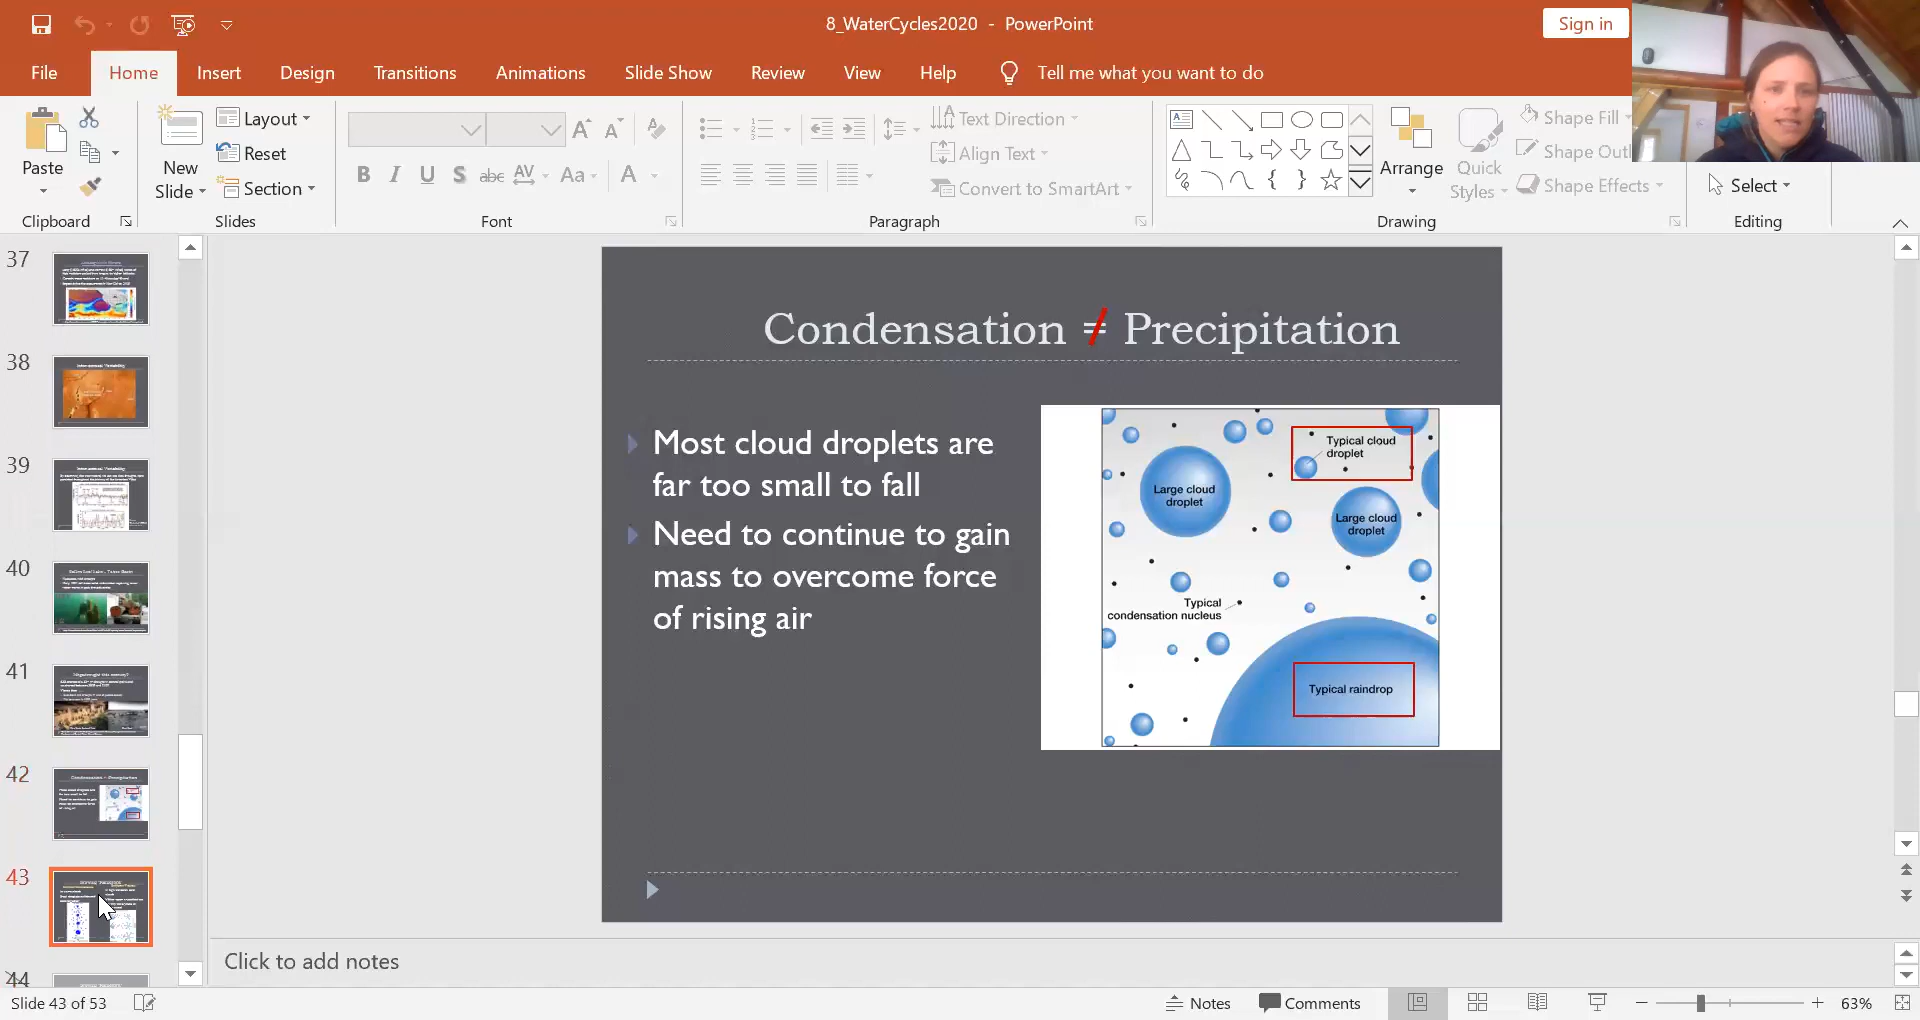 8_WaterCycles2020 - PowerPoint
Sign in
File Home Insert Design Transitions Animations Slide Show Review View Help Tell me what you want to do
Paste
Clipboard
New
Slide
Layout
Reset
Section
Slides
B I U S abc AV Aa A
Font
Text Direction
Align Text
Convert to SmartArt
Paragraph
Arrange
Quick
Styles
Shape Fill
Shape Outl
Shape Effects
Drawing
Select
Editing
37
38
39
40
41
42
43
44
Condensation ≠ Precipitation
Most cloud droplets are
far too small to fall
Need to continue to gain
mass to overcome force
of rising air
Typical cloud
droplet
Large cloud
droplet
Large cloud
droplet
Typical
condensation nucleus
Typical raindrop
Click to add notes
Slide 43 of 53
Notes
Comments
63%